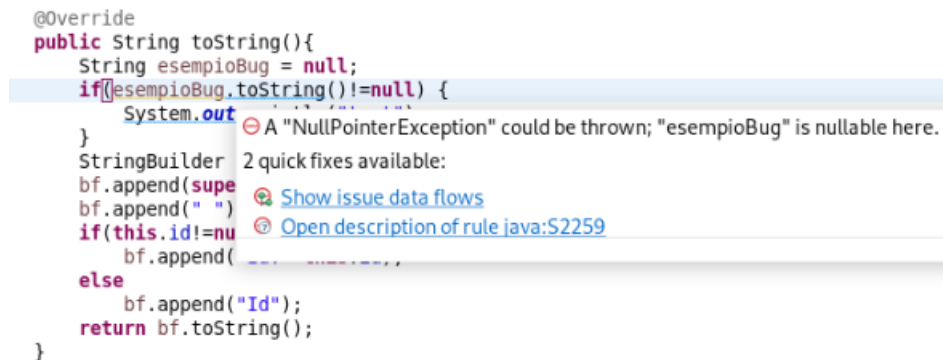 @Override
public String toString(){
String esempioBug = null;
if(esempioBug.toString()!=null) {
System.out
A "NullPointerException" could be thrown; "esempioBug" is nullable here.
}
2 quick fixes available:
StringBuilder
Show issue data flows
bf.append(supe
Open description of rule java:S2259
bf.append(" ")
if(this.id!=nu
bf.append(
else
bf.append("Id");
return bf.toString();
}